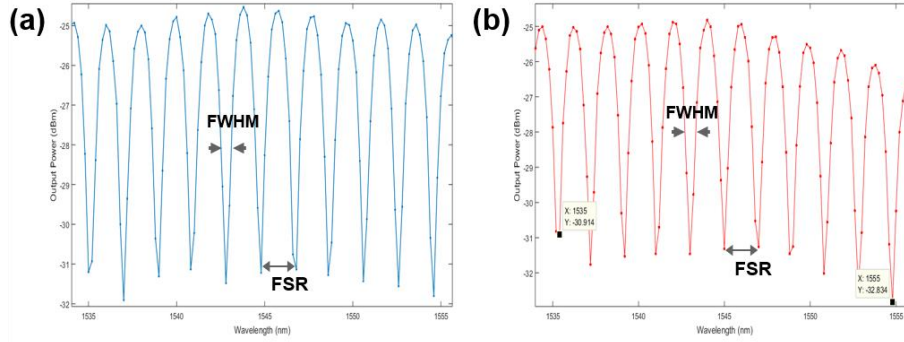 (a)
-25
-26
-27
-28
-29
-30
-31
-32
Output Power (dBm)
FWHM
FSR
1535
1540
1545
1550
1555
Wavelength (nm)
(b)
-25
-26
-27
-28
-29
-30
-31
-32
Output Power (dBm)
FWHM
X: 1535
Y: -30.914
FSR
X: 1555
Y: -32.834
1535
1540
1545
1550
1555
Wavelength (nm)